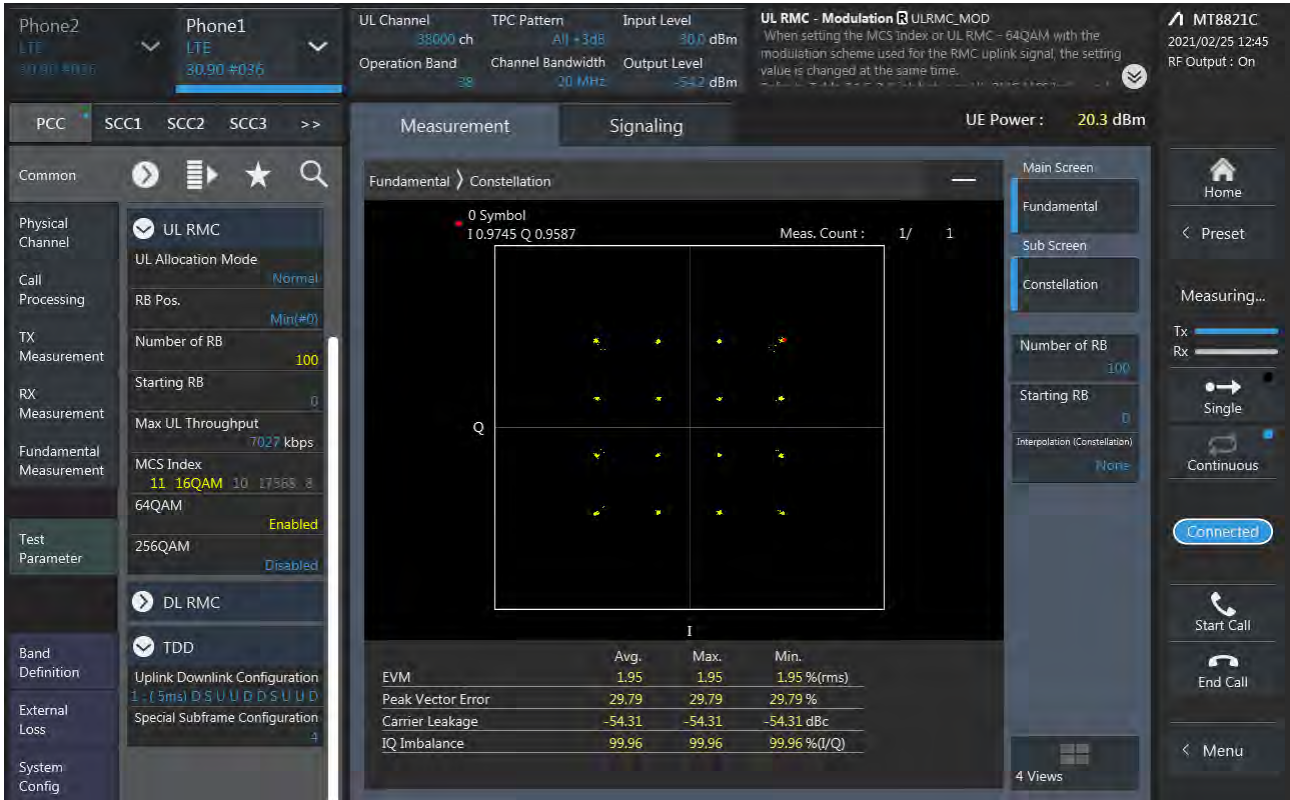 Phone2
LTE
30.90 #036
Phone1
LTE
30.90 #036
UL Channel
38000 ch
TPC Pattern
All +3dB
Input Level
30.0 dBm
Operation Band
38
Channel Bandwidth
20 MHz
Output Level
-54.2 dBm
UL RMC - Modulation R ULRMC_MOD
When setting the MCS Index or UL RMC - 64QAM with the
modulation scheme used for the RMC uplink signal, the setting
value is changed at the same time.
MT8821C
2021/02/25 12:45
RF Output : On
PCC SCC1 SCC2 SCC3 >>
Measurement
Signaling
UE Power : 20.3 dBm
Common
Physical
Channel
Call
Processing
TX
Measurement
RX
Measurement
Fundamental
Measurement
Test
Parameter
Band
Definition
External
Loss
System
Config
UL RMC
UL Allocation Mode
Normal
RB Pos.
Min(#0)
Number of RB
100
Starting RB
0
Max UL Throughput
7027 kbps
MCS Index
11 16QAM 10 17568 8
64QAM
Enabled
256QAM
Disabled
DL RMC
TDD
Uplink Downlink Configuration
1 : ( 5ms) D S U U D D S U U D
Special Subframe Configuration
4
Fundamental > Constellation
0 Symbol
I 0.9745 Q 0.9587
Meas. Count : 1/ 1
Q
I
Avg. Max. Min.
EVM 1.95 1.95 1.95 %(rms)
Peak Vector Error 29.79 29.79 29.79 %
Carrier Leakage -54.31 -54.31 -54.31 dBc
IQ Imbalance 99.96 99.96 99.96 %(I/Q)
Main Screen
Fundamental
Sub Screen
Constellation
Number of RB
100
Starting RB
0
Interpolation (Constellation)
None
4 Views
Home
< Preset
Measuring...
Tx
Rx
Single
Continuous
Connected
Start Call
End Call
< Menu